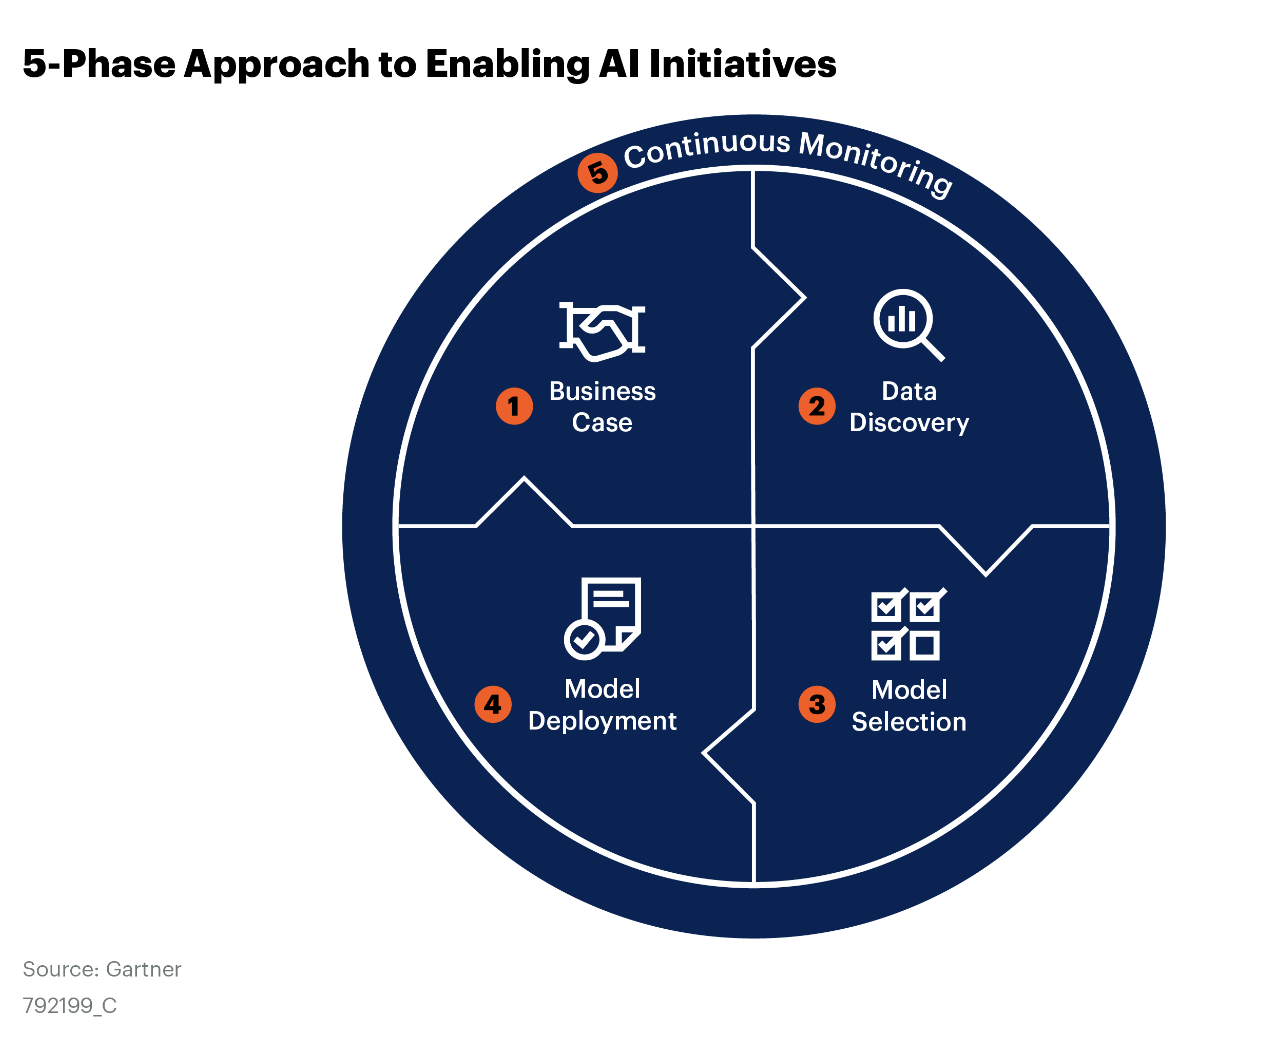 5-Phase Approach to Enabling AI Initiatives
5 Continuous Monitoring
1 Business
Case
2 Data
Discovery
4 Model
Deployment
3 Model
Selection
Source: Gartner
792199_C